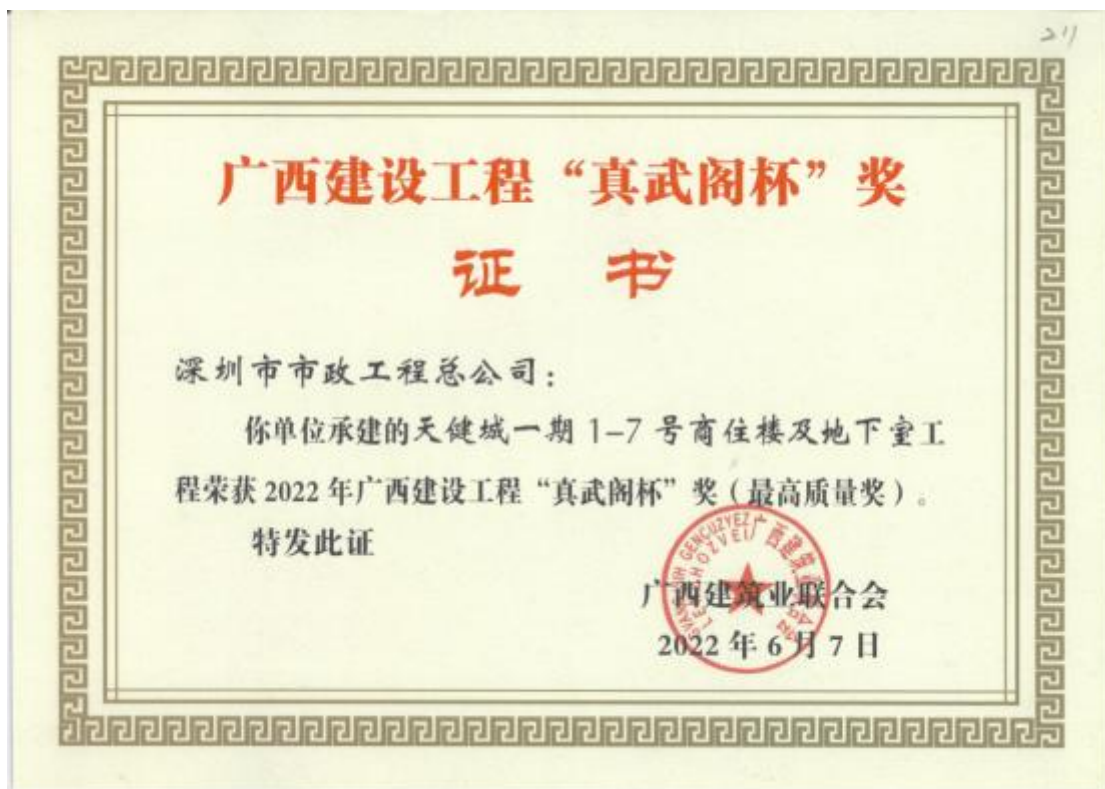 211
广西建设工程“真武阁杯”奖
证 书
深圳市市政工程总公司：
你单位承建的天健城一期 1-7 号商住楼及地下室工
程荣获 2022 年广西建设工程“真武阁杯”奖（最高质量奖）。
特发此证
广西建筑业联合会
2022 年 6 月 7 日